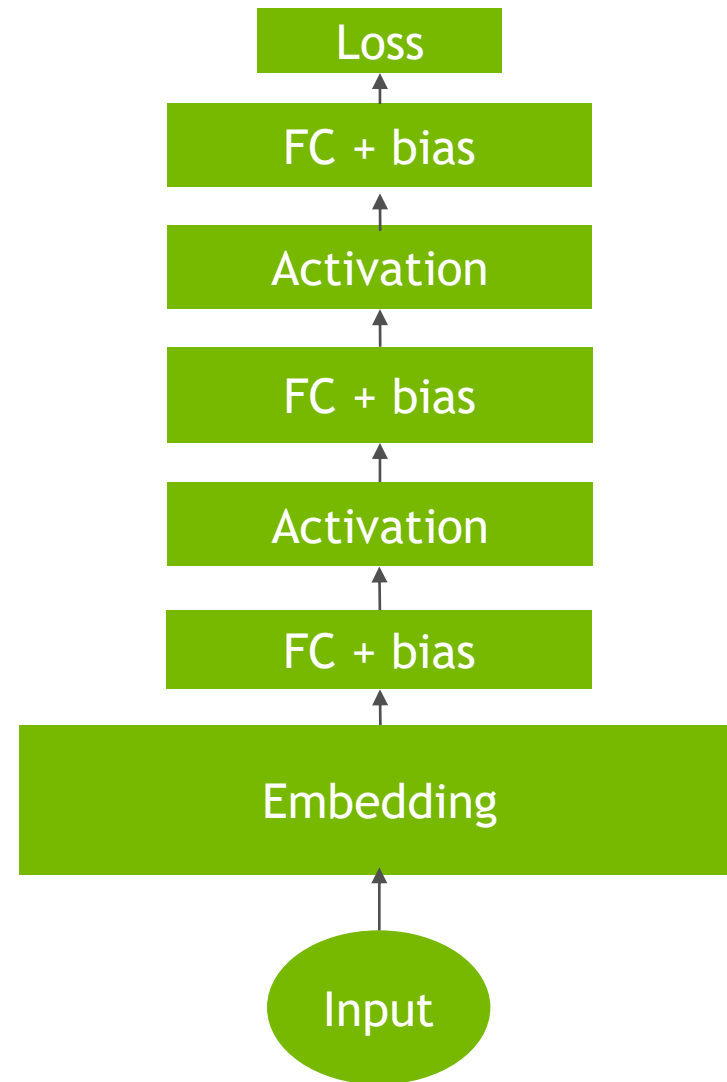 Loss
FC + bias
Activation
FC + bias
Activation
FC + bias
Embedding
Input